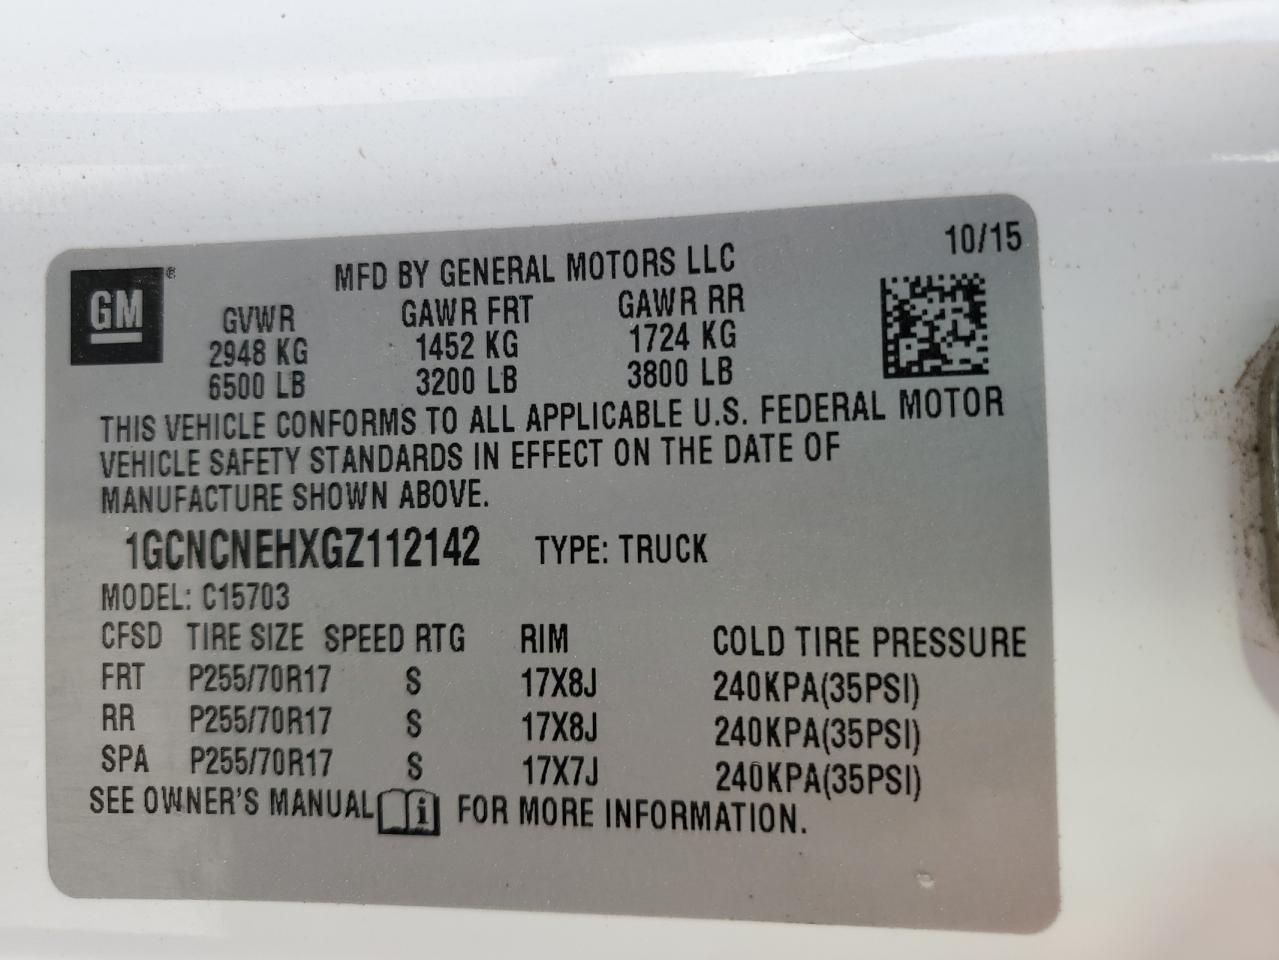 10/15
MFD BY GENERAL MOTORS LLC
GM®
GVWR GAWR FRT GAWR RR
2948 KG 1452 KG 1724 KG
6500 LB 3200 LB 3800 LB
THIS VEHICLE CONFORMS TO ALL APPLICABLE U.S. FEDERAL MOTOR
VEHICLE SAFETY STANDARDS IN EFFECT ON THE DATE OF
MANUFACTURE SHOWN ABOVE.
1GCNCNEHXGZ112142 TYPE: TRUCK
MODEL: C15703
CFSD TIRE SIZE SPEED RTG RIM COLD TIRE PRESSURE
FRT P255/70R17 S 17X8J 240KPA(35PSI)
RR P255/70R17 S 17X8J 240KPA(35PSI)
SPA P255/70R17 S 17X7J 240KPA(35PSI)
SEE OWNER'S MANUAL i FOR MORE INFORMATION.